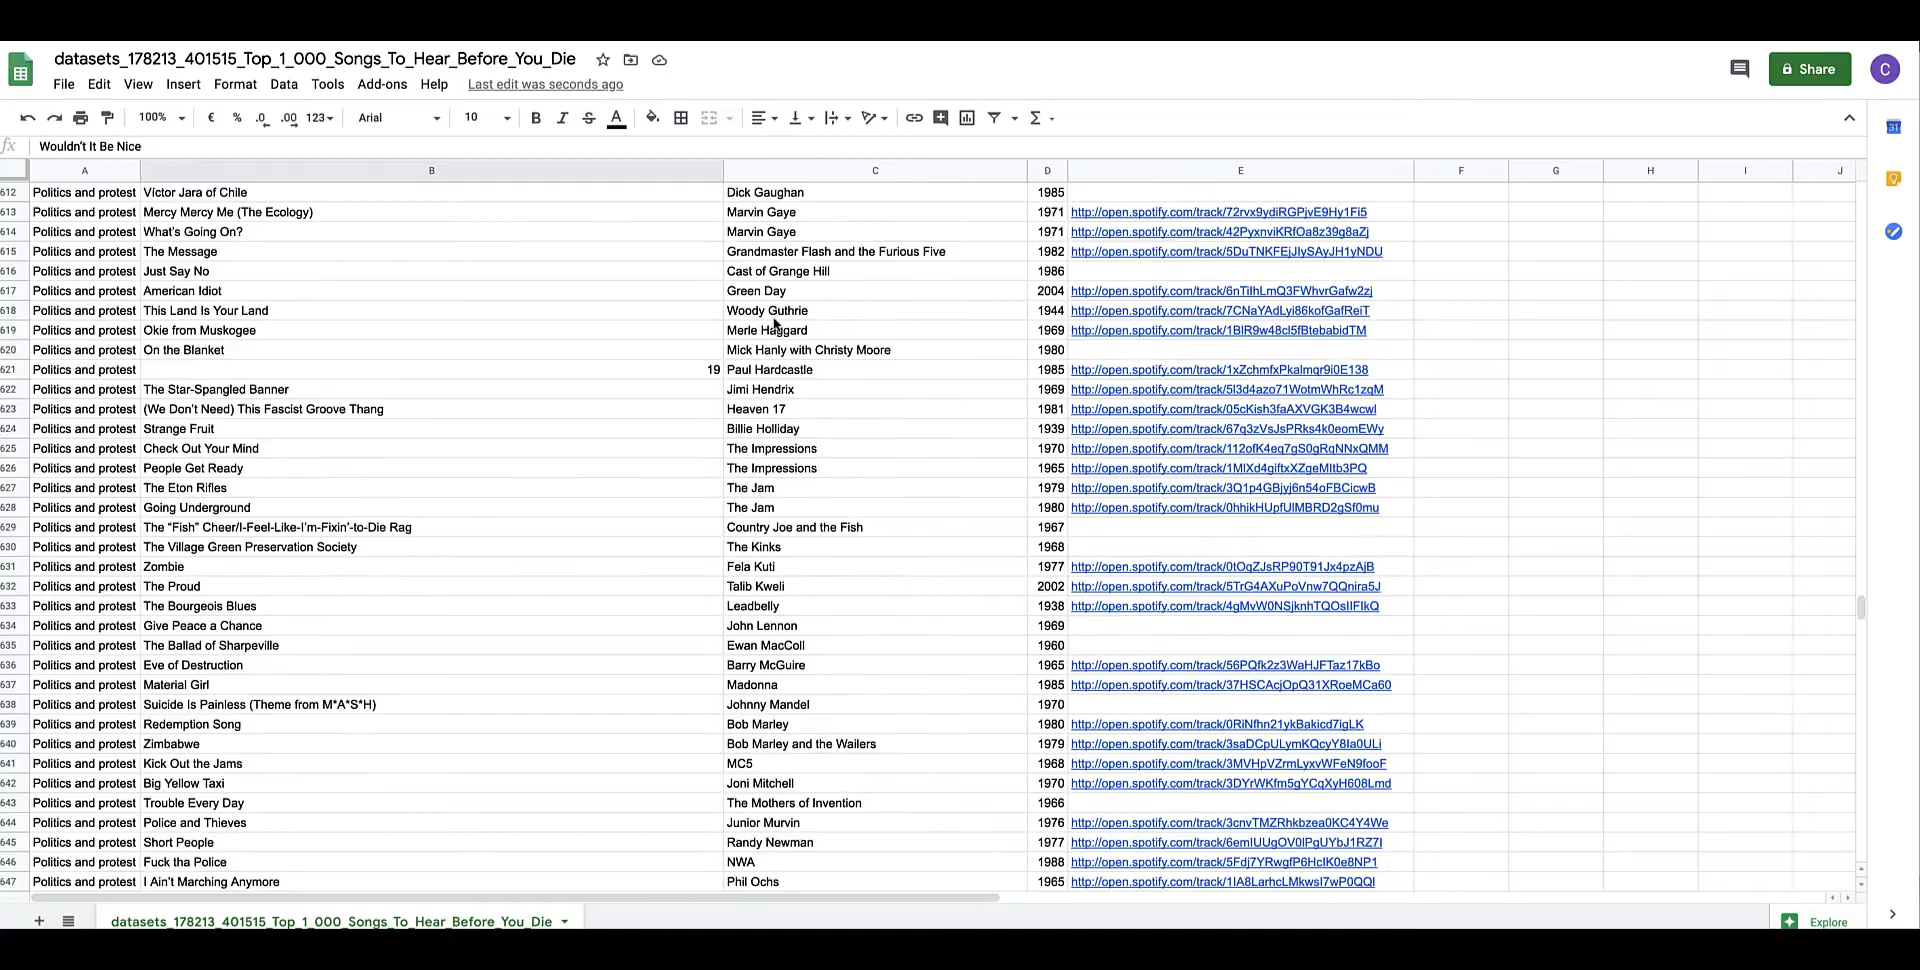 datasets_178213_401515_Top_1_000_Songs_To_Hear_Before_You_Die
File Edit View Insert Format Data Tools Add-ons Help Last edit was seconds ago
Share C
100% € % .0 .00 123 Arial 10 B I S A Σ
fx Wouldn't It Be Nice
31
A B C D E F G H I J
612 Politics and protest Víctor Jara of Chile Dick Gaughan 1985
613 Politics and protest Mercy Mercy Me (The Ecology) Marvin Gaye 1971 http://open.spotify.com/track/72rvx9ydiRGPjvE9Hy1Fi5
614 Politics and protest What's Going On? Marvin Gaye 1971 http://open.spotify.com/track/42PyxnviKRfOa8z39g8aZj
615 Politics and protest The Message Grandmaster Flash and the Furious Five 1982 http://open.spotify.com/track/5DuTNKFEjJIySAyJH1yNDU
616 Politics and protest Just Say No Cast of Grange Hill 1986
617 Politics and protest American Idiot Green Day 2004 http://open.spotify.com/track/6nTiIhLmQ3FWhvrGafw2zj
618 Politics and protest This Land Is Your Land Woody Guthrie 1944 http://open.spotify.com/track/7CNaYAdLyi86kofGafReiT
619 Politics and protest Okie from Muskogee Merle Haggard 1969 http://open.spotify.com/track/1BlR9w48cl5fBtebabidTM
620 Politics and protest On the Blanket Mick Hanly with Christy Moore 1980
621 Politics and protest 19 Paul Hardcastle 1985 http://open.spotify.com/track/1xZchmfxPkalmqr9i0E138
622 Politics and protest The Star-Spangled Banner Jimi Hendrix 1969 http://open.spotify.com/track/5l3d4azo71WotmWhRc1zqM
623 Politics and protest (We Don't Need) This Fascist Groove Thang Heaven 17 1981 http://open.spotify.com/track/05cKish3faAXVGK3B4wcwl
624 Politics and protest Strange Fruit Billie Holliday 1939 http://open.spotify.com/track/67q3zVsJsPRks4k0eomEWy
625 Politics and protest Check Out Your Mind The Impressions 1970 http://open.spotify.com/track/112ofK4eq7gS0gRqNNxQMM
626 Politics and protest People Get Ready The Impressions 1965 http://open.spotify.com/track/1MlXd4giftxXZgeMItb3PQ
627 Politics and protest The Eton Rifles The Jam 1979 http://open.spotify.com/track/3Q1p4GBjyj6n54oFBCicwB
628 Politics and protest Going Underground The Jam 1980 http://open.spotify.com/track/0hhikHUpfUlMBRD2gSf0mu
629 Politics and protest The “Fish” Cheer/I-Feel-Like-I’m-Fixin’-to-Die Rag Country Joe and the Fish 1967
630 Politics and protest The Village Green Preservation Society The Kinks 1968
631 Politics and protest Zombie Fela Kuti 1977 http://open.spotify.com/track/0tOqZJsRP90T91Jx4pzAjB
632 Politics and protest The Proud Talib Kweli 2002 http://open.spotify.com/track/5TrG4AXuPoVnw7QQnira5J
633 Politics and protest The Bourgeois Blues Leadbelly 1938 http://open.spotify.com/track/4gMvW0NSjknhTQOsIIFIkQ
634 Politics and protest Give Peace a Chance John Lennon 1969
635 Politics and protest The Ballad of Sharpeville Ewan MacColl 1960
636 Politics and protest Eve of Destruction Barry McGuire 1965 http://open.spotify.com/track/56PQfk2z3WaHJFTaz17kBo
637 Politics and protest Material Girl Madonna 1985 http://open.spotify.com/track/37HSCAcjOpQ31XRoeMCa60
638 Politics and protest Suicide Is Painless (Theme from M*A*S*H) Johnny Mandel 1970
639 Politics and protest Redemption Song Bob Marley 1980 http://open.spotify.com/track/0RiNfhn21ykBakicd7igLK
640 Politics and protest Zimbabwe Bob Marley and the Wailers 1979 http://open.spotify.com/track/3saDCpULymKQcyY8Ia0ULi
641 Politics and protest Kick Out the Jams MC5 1968 http://open.spotify.com/track/3MVHpVZrmLyxvWFeN9fooF
642 Politics and protest Big Yellow Taxi Joni Mitchell 1970 http://open.spotify.com/track/3DYrWKfm5gYCqXyH608Lmd
643 Politics and protest Trouble Every Day The Mothers of Invention 1966
644 Politics and protest Police and Thieves Junior Murvin 1976 http://open.spotify.com/track/3cnvTMZRhkbzea0KC4Y4We
645 Politics and protest Short People Randy Newman 1977 http://open.spotify.com/track/6emIUUgOV0lPgUYbJ1RZ7I
646 Politics and protest Fuck tha Police NWA 1988 http://open.spotify.com/track/5Fdj7YRwgfP6HcIK0e8NP1
647 Politics and protest I Ain’t Marching Anymore Phil Ochs 1965 http://open.spotify.com/track/1IA8LarhcLMkwsI7wP0QQl
datasets_178213_401515_Top_1_000_Songs_To_Hear_Before_You_Die Explore